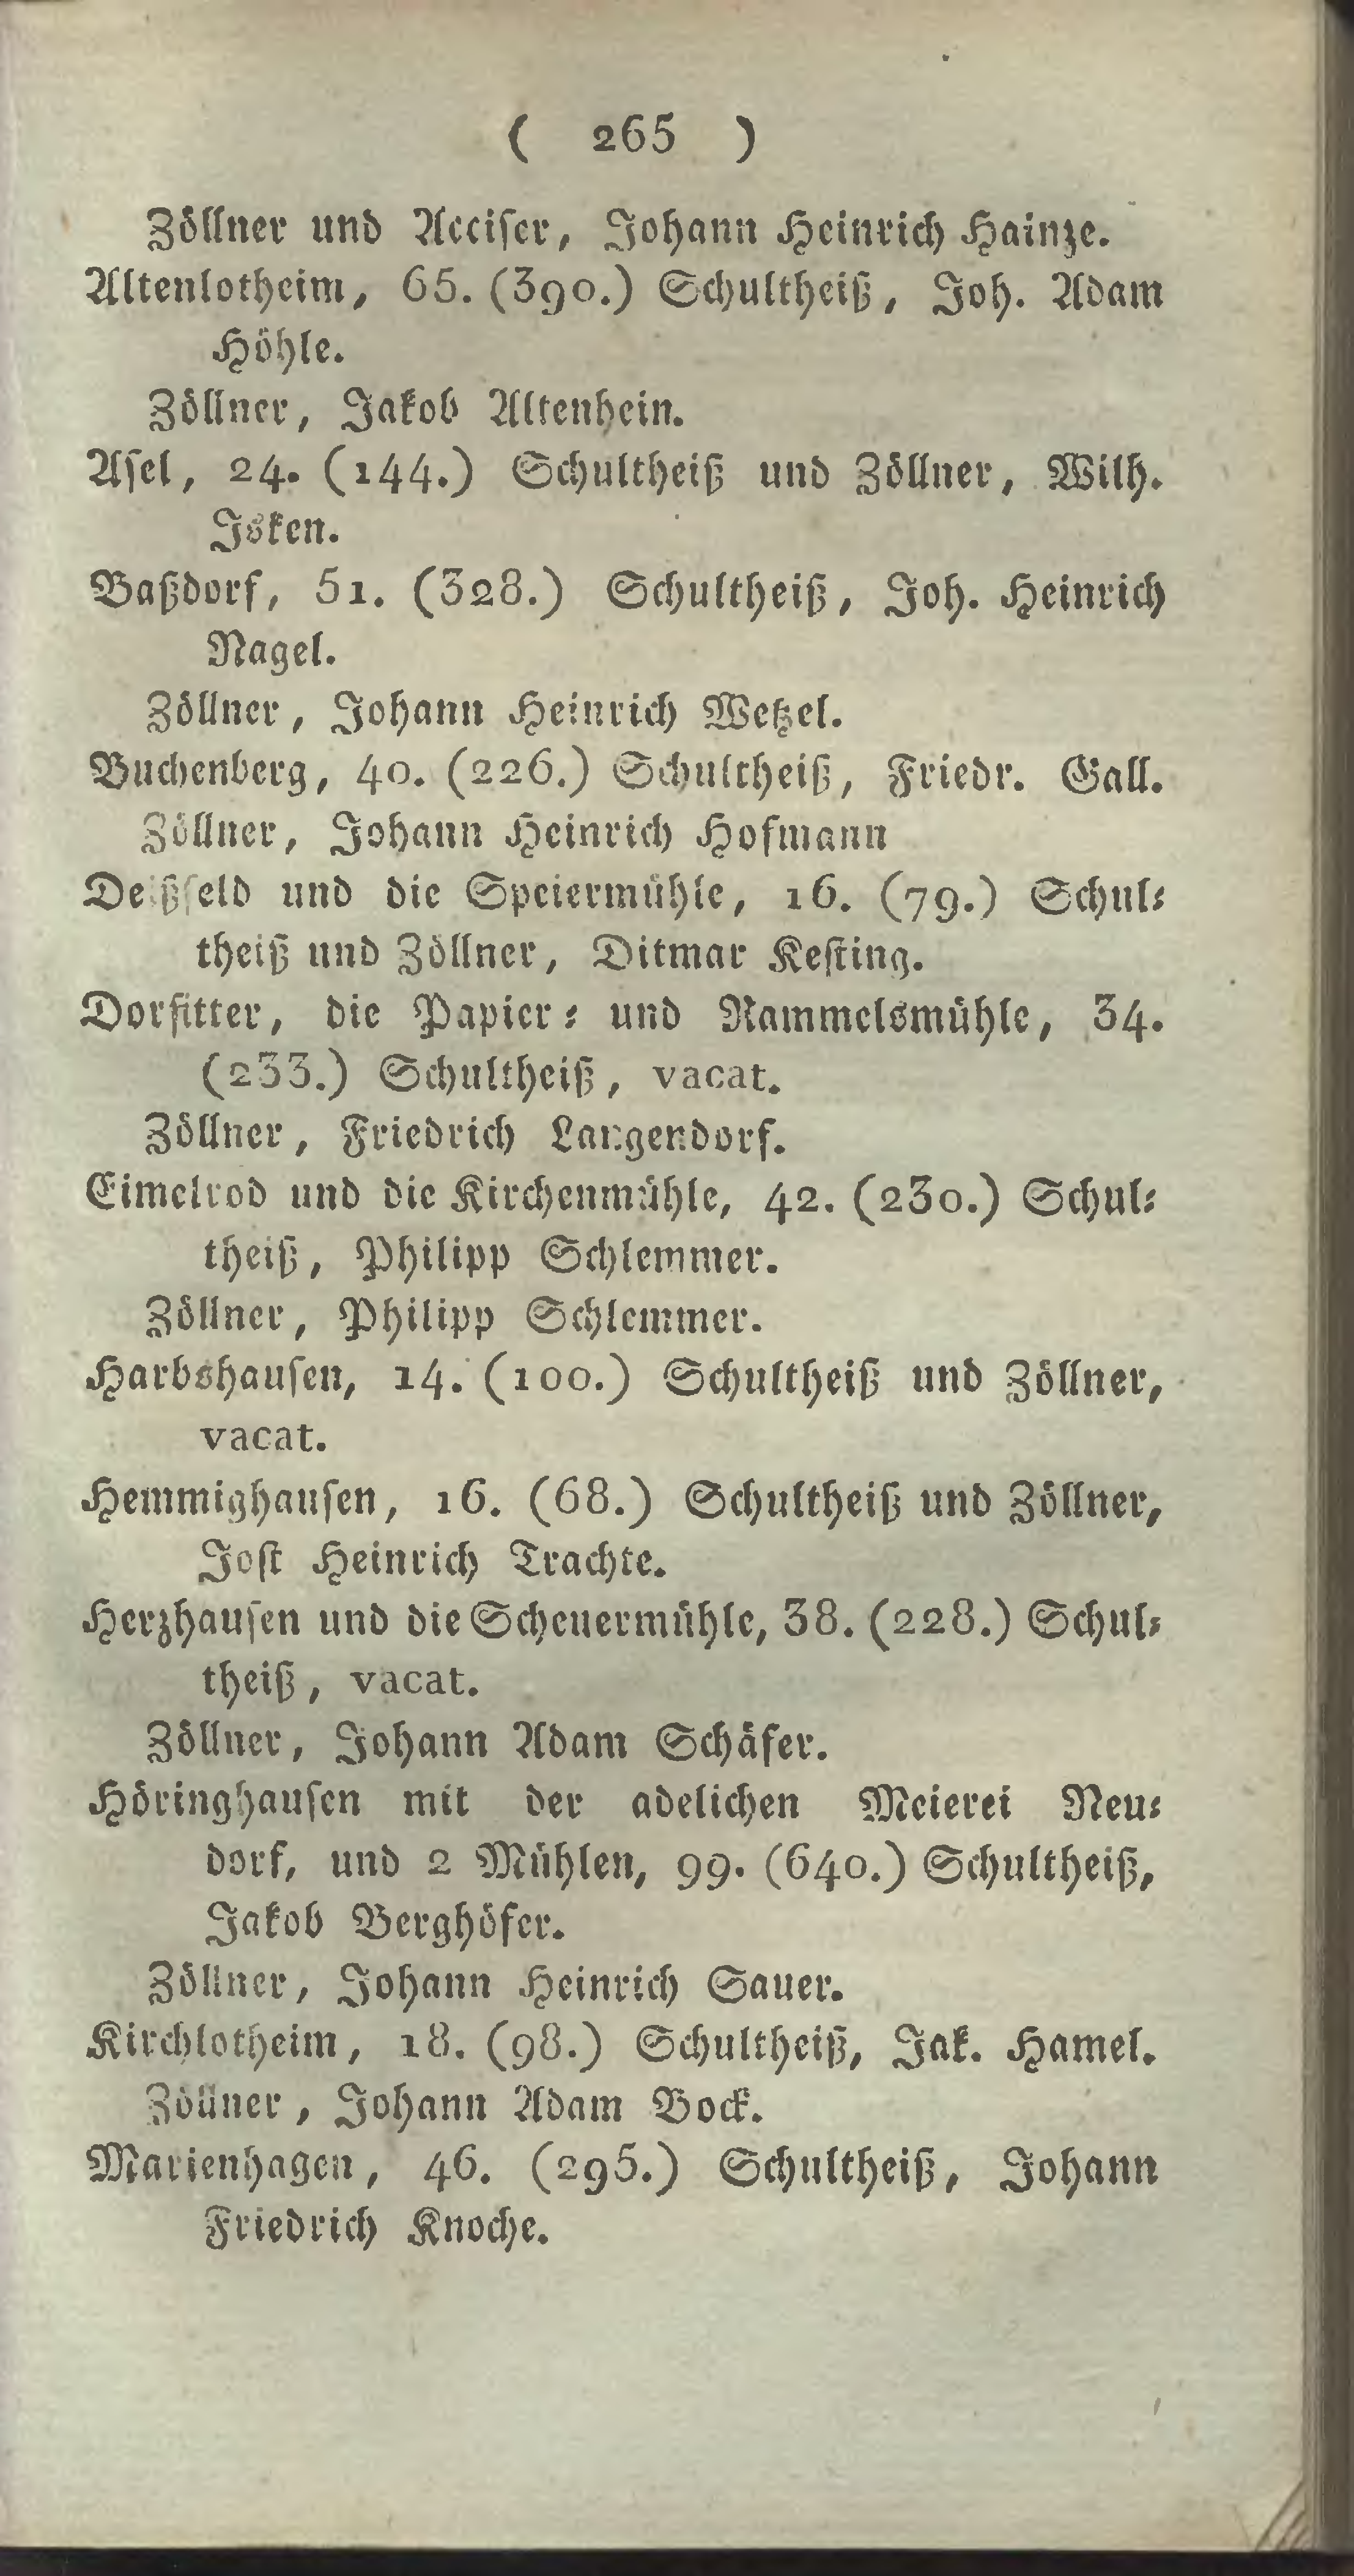 ( 265 )
Zöllner und Acciser, Johann Heinrich Hainze.
Altenlotheim, 65. (390.) Schultheiß, Joh. Adam
Höhle.
Zöllner, Jakob Altenhein.
Asel, 24. (144.) Schultheiß und Zöllner, Wilh.
Isken.
Baßdorf, 51. (328.) Schultheiß, Joh. Heinrich
Nagel.
Zöllner, Johann Heinrich Wetzel.
Buchenberg, 40. (226.) Schultheiß, Friedr. Gall.
Zöllner, Johann Heinrich Hofmann
Deißfeld und die Speiermühle, 16. (79.) Schul-
theiß und Zöllner, Ditmar Kesting.
Dorfitter, die Papier- und Rammelsmühle, 34.
(233.) Schultheiß, vacat.
Zöllner, Friedrich Langendorf.
Eimelrod und die Kirchenmühle, 42. (230.) Schul-
theiß, Philipp Schlemmer.
Zöllner, Philipp Schlemmer.
Harbshausen, 14. (100.) Schultheiß und Zöllner,
vacat.
Hemmighausen, 16. (68.) Schultheiß und Zöllner,
Jost Heinrich Trachte.
Herzhausen und die Scheuermühle, 38. (228.) Schul-
theiß, vacat.
Zöllner, Johann Adam Schäfer.
Höringhausen mit der adelichen Meierei Neu-
dorf, und 2 Mühlen, 99. (640.) Schultheiß,
Jakob Berghöfer.
Zöllner, Johann Heinrich Sauer.
Kirchlotheim, 18. (98.) Schultheiß, Jak. Hamel.
Zöllner, Johann Adam Bock.
Marienhagen, 46. (295.) Schultheiß, Johann
Friedrich Knoche.